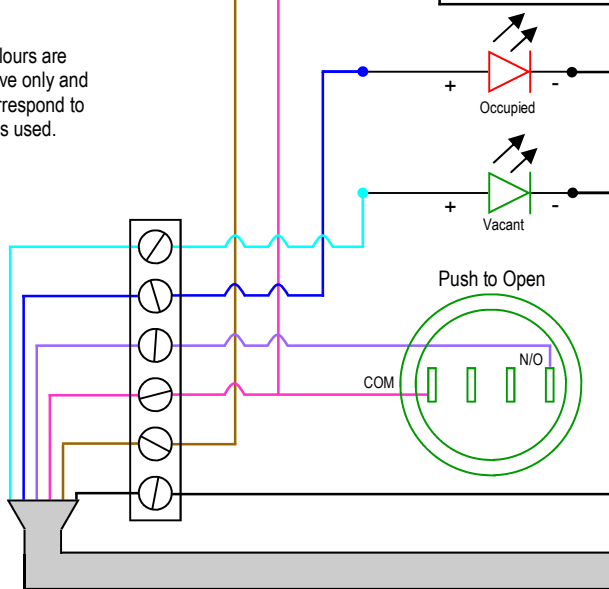 lours are
ve only and
rrespond to
s used.
+ -
Occupied
+ -
Vacant
Push to Open
N/O
COM